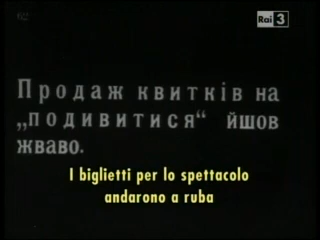 Rai 3
Продаж квитків на
„подивитися“ йшов
жваво.
I biglietti per lo spettacolo
andarono a ruba